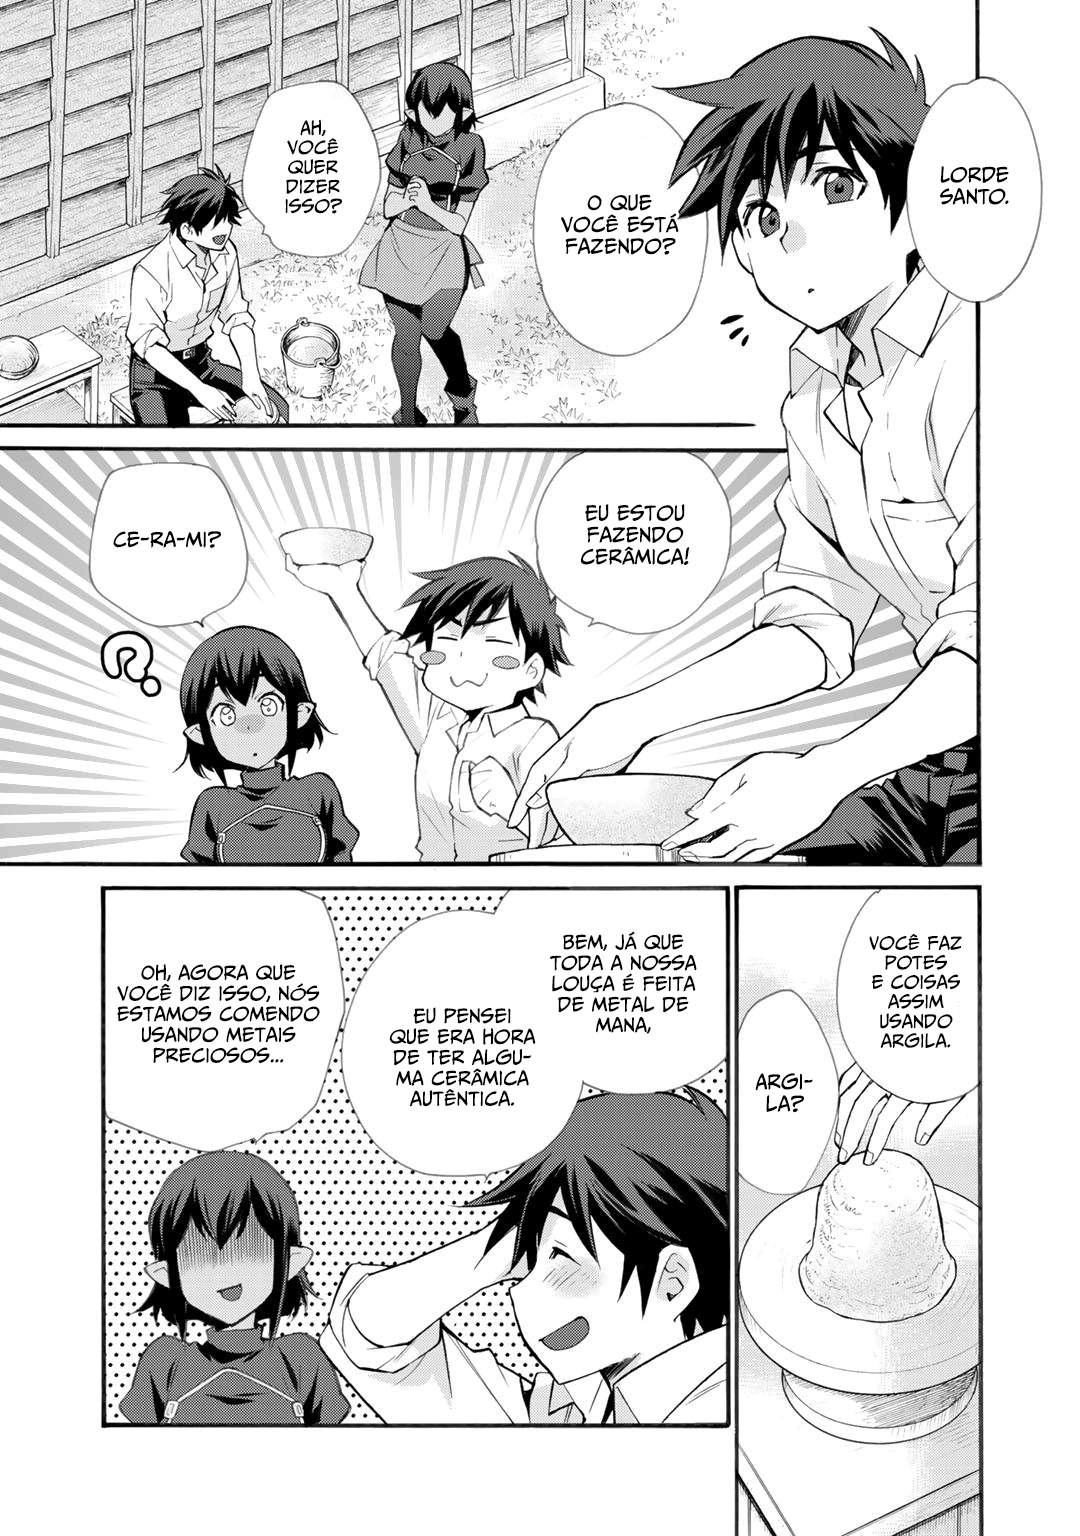 LORDE
SANTO.
O QUE
VOCÊ ESTÁ
FAZENDO?
AH,
VOCÊ
QUER
DIZER
ISSO?
EU ESTOU
FAZENDO
CERÂMICA!
CE-RA-MI?
?
VOCÊ FAZ
POTES
E COISAS
ASSIM
USANDO
ARGILA.
ARGI-
LA?
BEM, JÁ QUE
TODA A NOSSA
LOUÇA É FEITA
DE METAL DE
MANA,
EU PENSEI
QUE ERA HORA
DE TER ALGU-
MA CERÂMICA
AUTÊNTICA.
OH, AGORA QUE
VOCÊ DIZ ISSO, NÓS
ESTAMOS COMENDO
USANDO METAIS
PRECIOSOS...